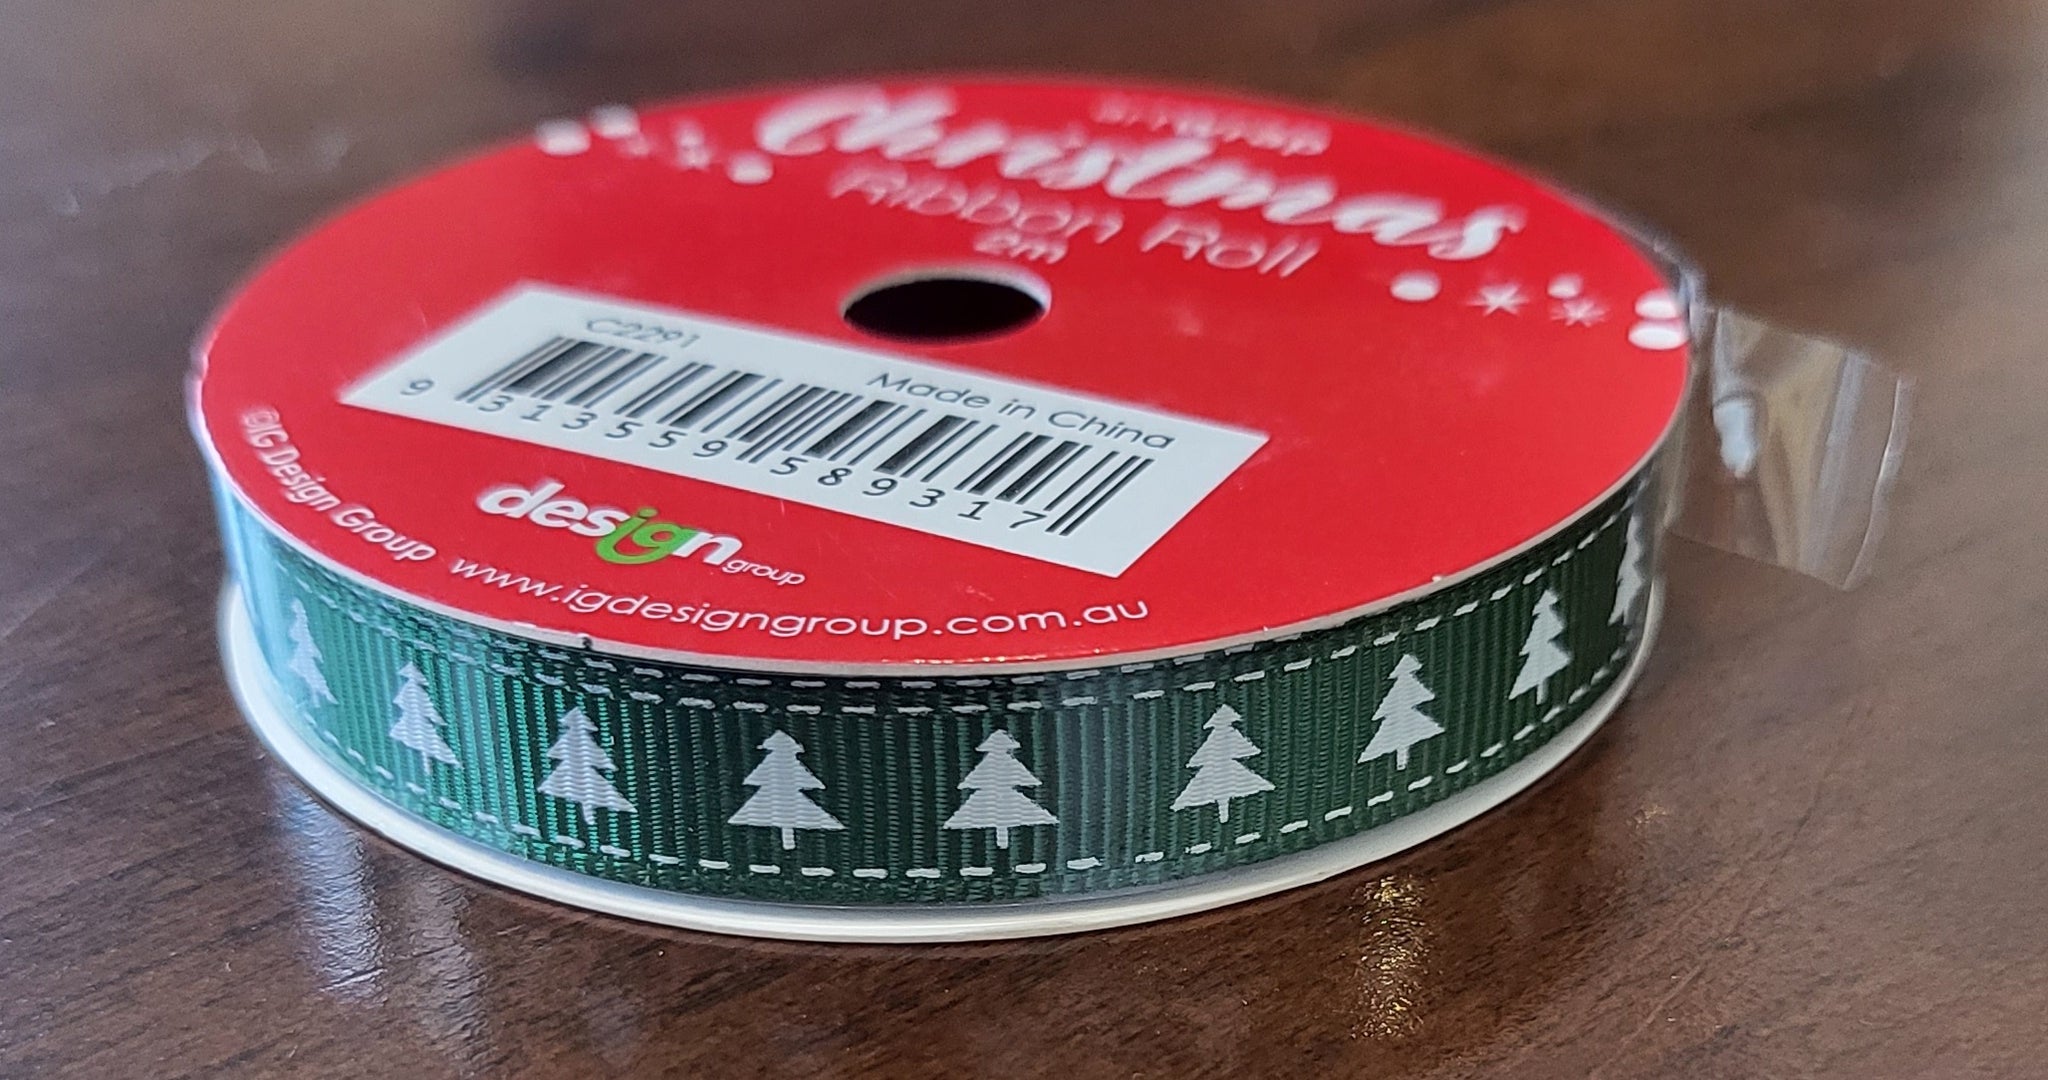 artwrap
Christmas
Ribbon Roll
2m
C2291
Made in China
9 313559 589317
design group
©IG Design Group www.igdesigngroup.com.au